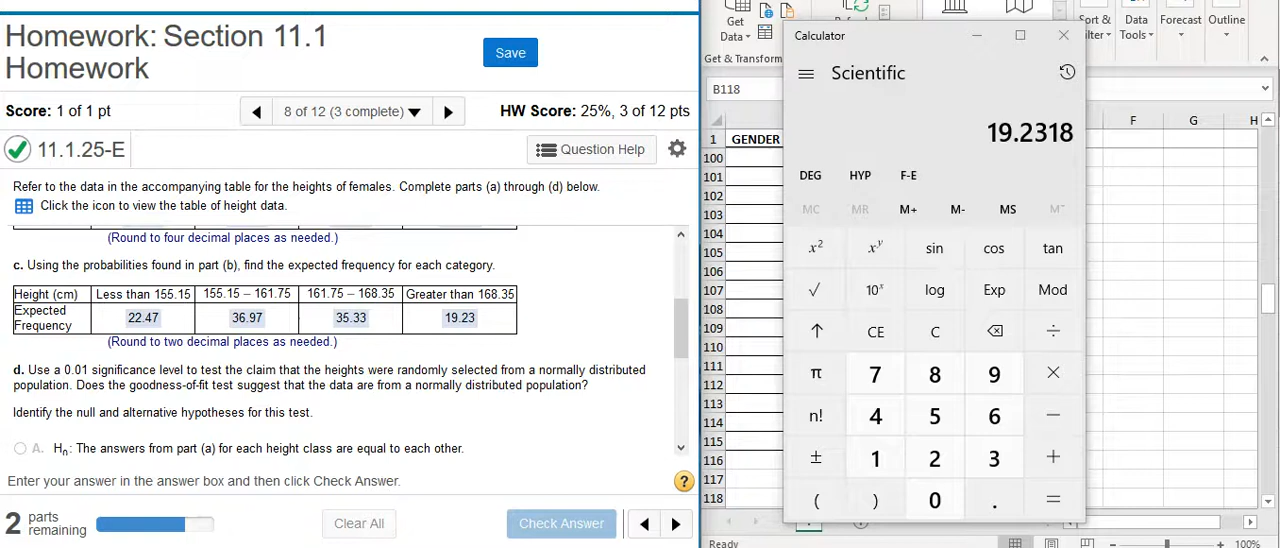 Homework: Section 11.1
Homework
Save
Score: 1 of 1 pt
8 of 12 (3 complete)
HW Score: 25%, 3 of 12 pts
11.1.25-E
Question Help
Refer to the data in the accompanying table for the heights of females. Complete parts (a) through (d) below.
Click the icon to view the table of height data.
(Round to four decimal places as needed.)
c. Using the probabilities found in part (b), find the expected frequency for each category.
Height (cm) Less than 155.15 155.15 – 161.75 161.75 – 168.35 Greater than 168.35
Expected Frequency 22.47 36.97 35.33 19.23
(Round to two decimal places as needed.)
d. Use a 0.01 significance level to test the claim that the heights were randomly selected from a normally distributed
population. Does the goodness-of-fit test suggest that the data are from a normally distributed population?
Identify the null and alternative hypotheses for this test.
A. H₀: The answers from part (a) for each height class are equal to each other.
Enter your answer in the answer box and then click Check Answer.
?
2 parts remaining
Clear All
Check Answer
Get
Data
Get & Transform
Sort &
Data
Tools
Forecast
Outline
B118
F G H
1 GENDER
100
101
102
103
104
105
106
107
108
109
110
111
112
113
114
115
116
117
118
Ready
100%
Calculator
Scientific
19.2318
DEG HYP F-E
MC MR M+ M- MS M
x² xʸ sin cos tan
√ 10ˣ log Exp Mod
↑ CE C ÷
π 7 8 9 ×
n! 4 5 6 −
± 1 2 3 +
( ) 0 . =